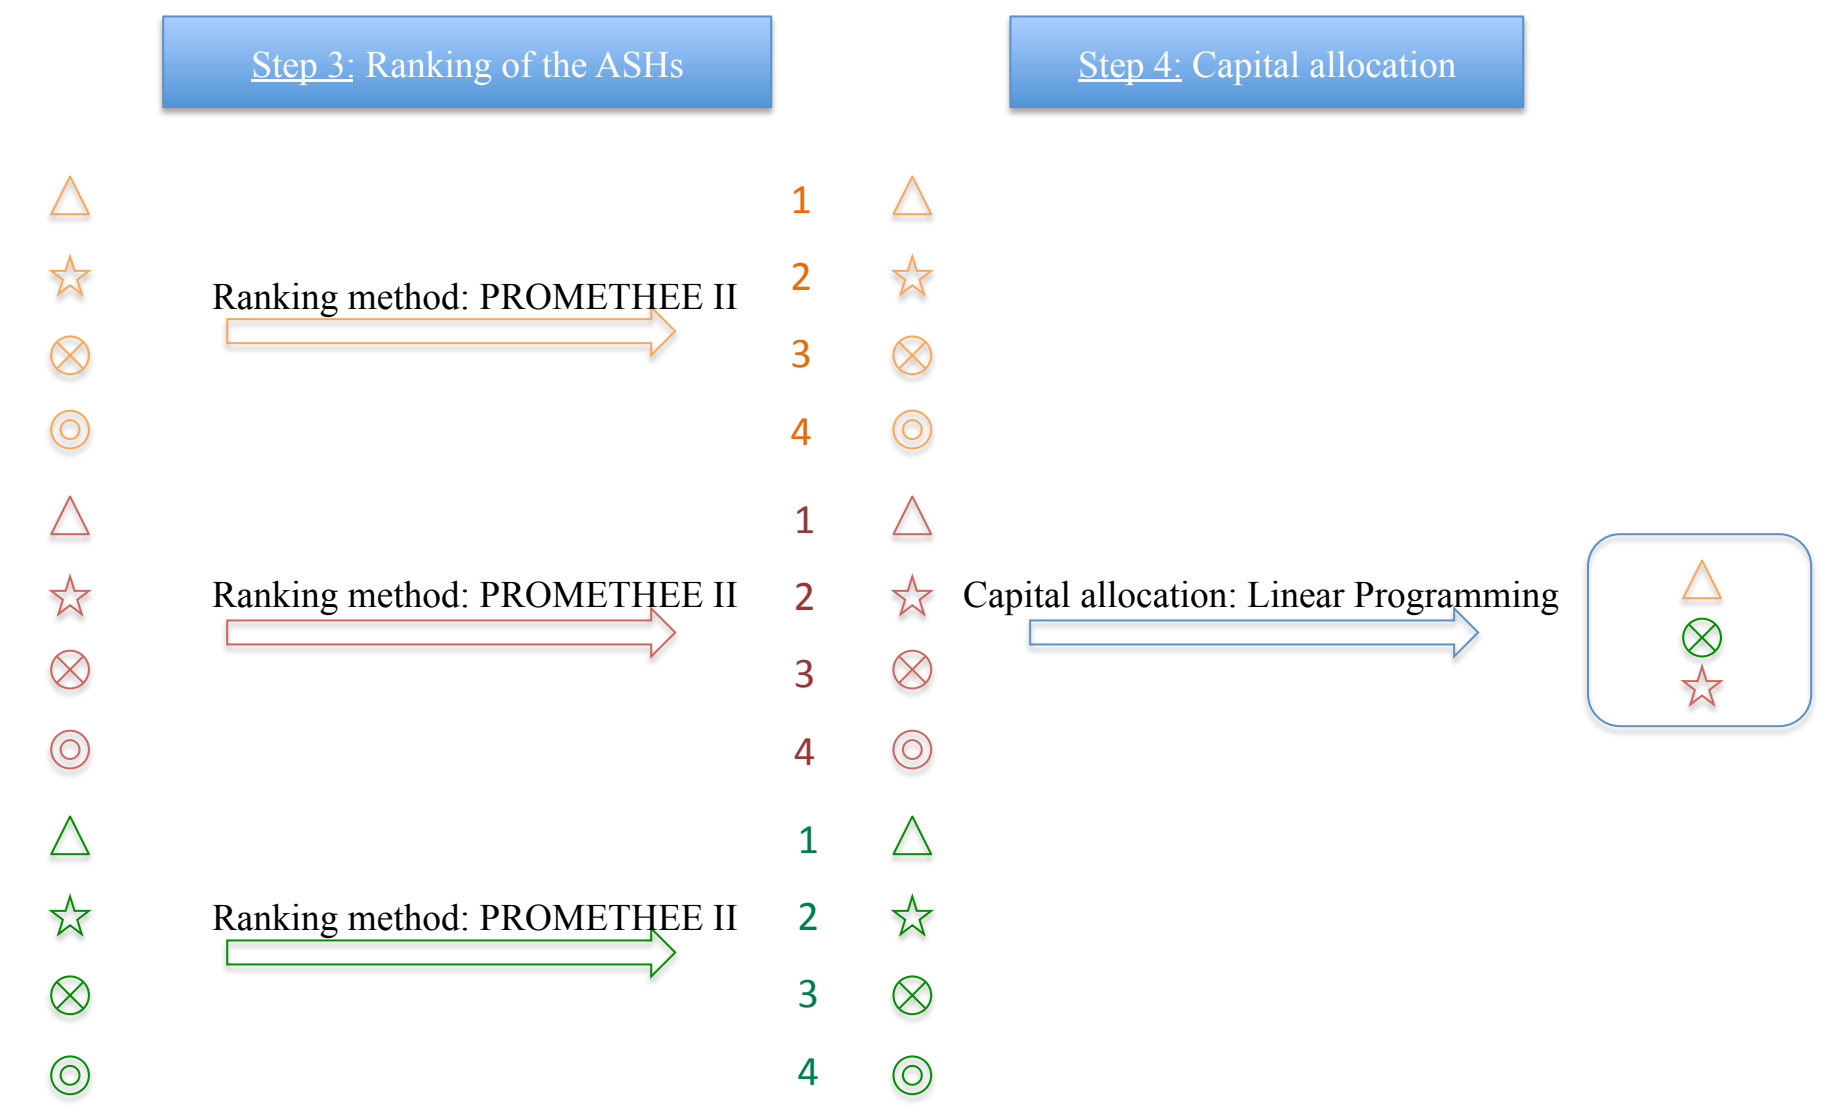 Step 3: Ranking of the ASHs
Step 4: Capital allocation
1
2
Ranking method: PROMETHEE II
3
4
1
2
Ranking method: PROMETHEE II
Capital allocation: Linear Programming
3
4
1
2
Ranking method: PROMETHEE II
3
4